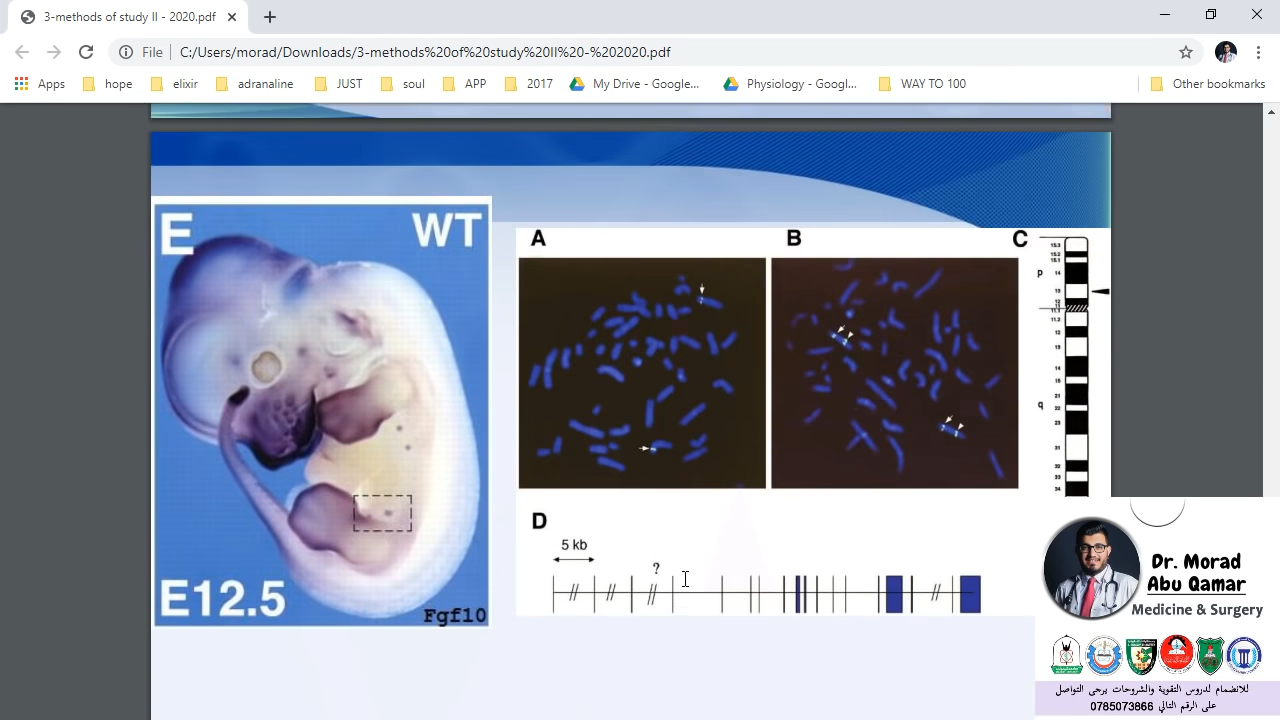 3-methods of study II - 2020.pdf
File C:/Users/morad/Downloads/3-methods%20of%20study%20II%20-%202020.pdf
Apps hope elixir adranaline JUST soul APP 2017 My Drive - Google... Physiology - Googl... WAY TO 100 Other bookmarks
E WT
E12.5 Fgf10
A B C
p
q
D
5 kb
?
Dr. Morad
Abu Qamar
Medicine & Surgery
للانضمام لدروس التقوية والشروحات يرجى التواصل
على الرقم التالي 0785073866